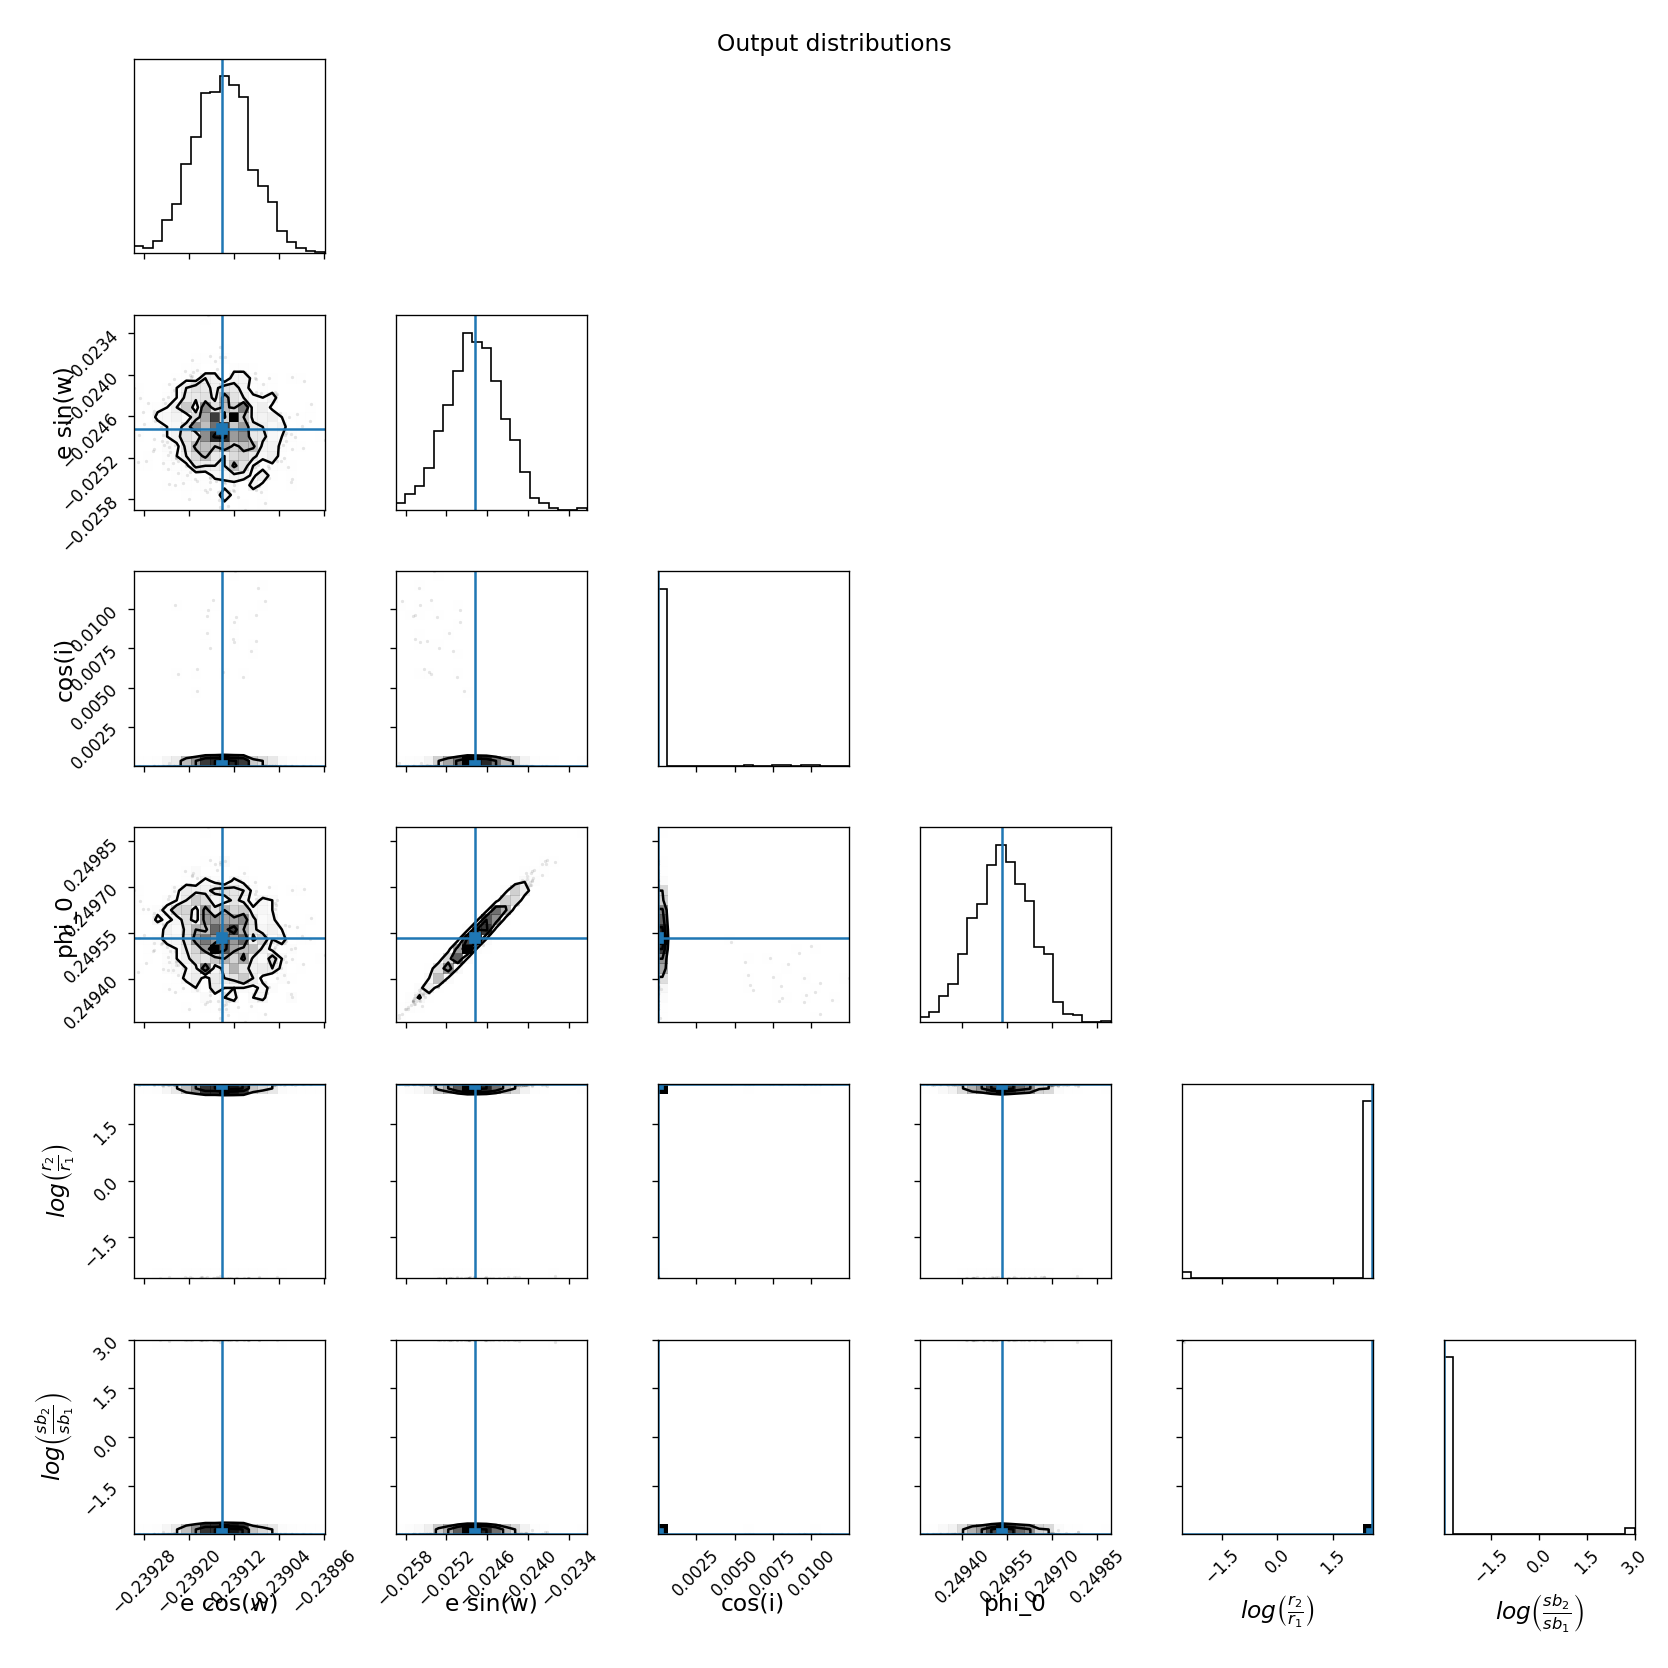 Output distributions
e sin(w)
−0.0234
−0.0240
−0.0246
−0.0252
−0.0258
cos(i)
0.0100
0.0075
0.0050
0.0025
phi_0
0.24985
0.24970
0.24955
0.24940
log(r₂/r₁)
1.5
0.0
−1.5
log(sb₂/sb₁)
3.0
1.5
0.0
−1.5
−0.23928 −0.23920 −0.23912 −0.23904 −0.23896
−0.0258 −0.0252 −0.0246 −0.0240 −0.0234
0.0025 0.0050 0.0075 0.0100
0.24940 0.24955 0.24970 0.24985
−1.5 0.0 1.5
−1.5 0.0 1.5 3.0
e cos(w)
e sin(w)
cos(i)
phi_0
log(r₂/r₁)
log(sb₂/sb₁)